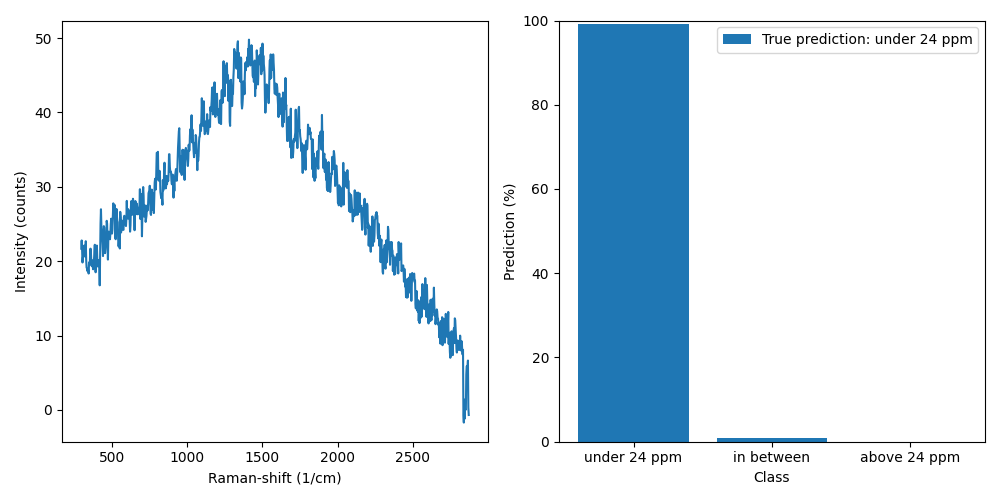 50
40
30
20
10
0
500 1000 1500 2000 2500
Intensity (counts)
Raman-shift (1/cm)
100
80
60
40
20
0
True prediction: under 24 ppm
under 24 ppm in between above 24 ppm
Prediction (%)
Class